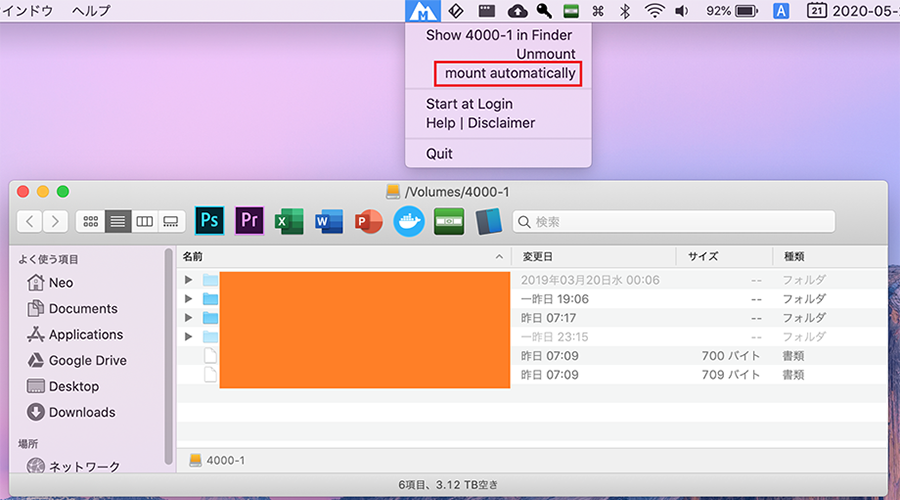 インドウ ヘルプ 92% A 21 2020-05-
Show 4000-1 in Finder
Unmount
mount automatically
Start at Login
Help | Disclaimer
Quit
/Volumes/4000-1
Ps Pr X W P 検索
よく使う項目
Neo
Documents
Applications
Google Drive
Desktop
Downloads
場所
ネットワーク
名前 変更日 サイズ 種類
2019年03月20日水 00:06 -- フォルダ
一昨日 19:06 -- フォルダ
昨日 07:17 -- フォルダ
一昨日 23:15 -- フォルダ
昨日 07:09 700 バイト 書類
昨日 07:09 709 バイト 書類
4000-1
6項目、3.12 TB空き